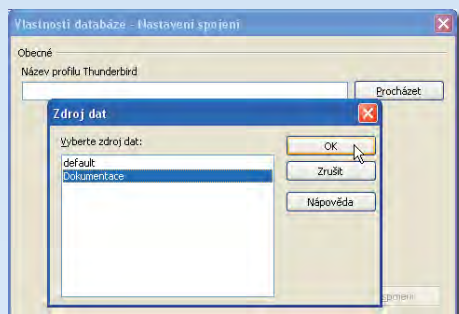 Vlastnosti databáze - Nastavení spojení
Obecné
Název profilu Thunderbird
Procházet
Zdroj dat
Vyberte zdroj dat:
default
Dokumentace
OK
Zrušit
Nápověda